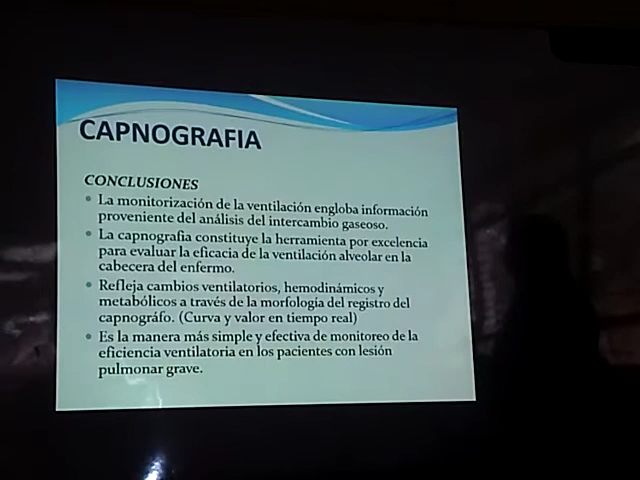 CAPNOGRAFIA
CONCLUSIONES
• La monitorización de la ventilación engloba información
proveniente del análisis del intercambio gaseoso.
• La capnografia constituye la herramienta por excelencia
para evaluar la eficacia de la ventilación alveolar en la
cabecera del enfermo.
• Refleja cambios ventilatorios, hemodinámicos y
metabólicos a través de la morfologia del registro del
capnográfo. (Curva y valor en tiempo real)
• Es la manera más simple y efectiva de monitoreo de la
eficiencia ventilatoria en los pacientes con lesión
pulmonar grave.